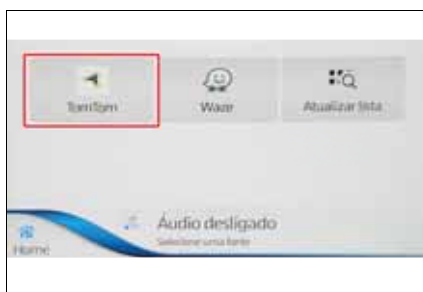 TomTom
Waze
Atualizar lista
Áudio desligado
Selecione uma fonte
Home